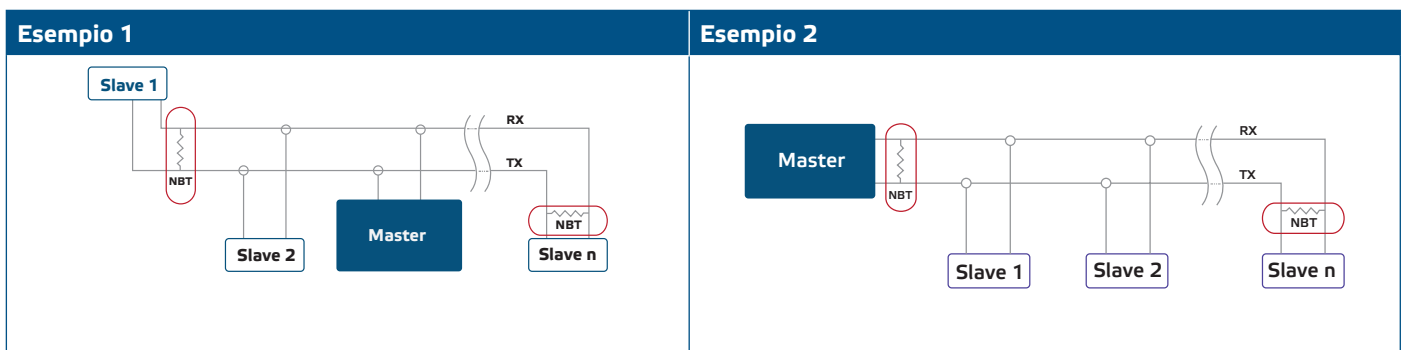 Esempio 1
Slave 1
RX
TX
NBT
NBT
Master
Slave 2
Slave n
Esempio 2
RX
Master
TX
NBT
NBT
Slave 1
Slave 2
Slave n